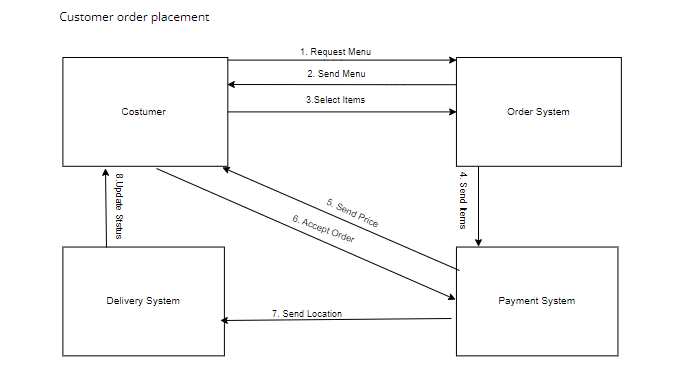 Customer order placement
1. Request Menu
2. Send Menu
3.Select Items
Costumer
Order System
4. Send Items
8.Update Status
5. Send Price
6. Accept Order
Delivery System
Payment System
7. Send Location